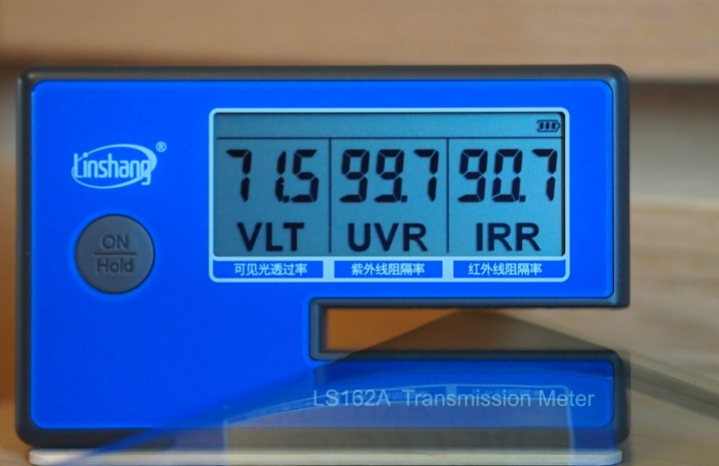 Linshang®
ON
Hold
71.5 99.7 90.7
VLT UVR IRR
可见光透过率 紫外线阻隔率 红外线阻隔率
LS162A Transmission Meter